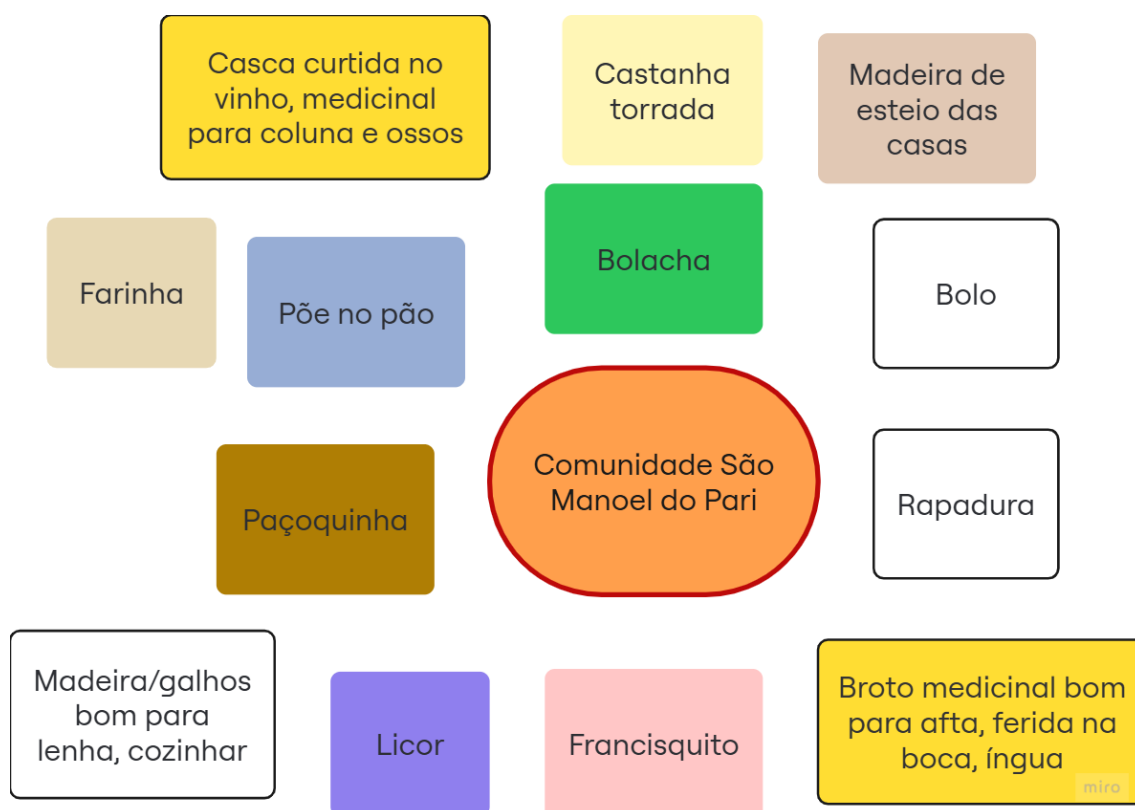 Casca curtida no
vinho, medicinal
para coluna e ossos
Castanha
torrada
Madeira de
esteio das
casas
Farinha
Põe no pão
Bolacha
Bolo
Comunidade São
Manoel do Pari
Paçoquinha
Rapadura
Madeira/galhos
bom para
lenha, cozinhar
Licor
Francisquito
Broto medicinal bom
para afta, ferida na
boca, íngua
miro